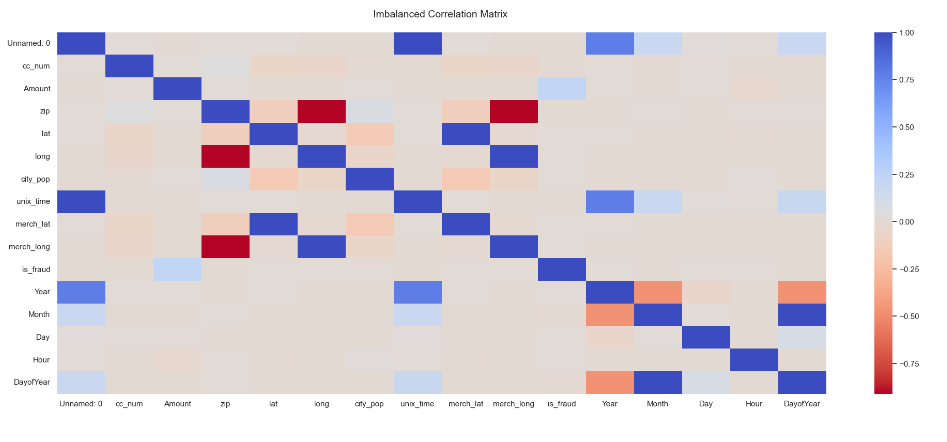 Imbalanced Correlation Matrix
Unnamed: 0
cc_num
Amount
zip
lat
long
city_pop
unix_time
merch_lat
merch_long
is_fraud
Year
Month
Day
Hour
DayofYear
Unnamed: 0 cc_num Amount zip lat long city_pop unix_time merch_lat merch_long is_fraud Year Month Day Hour DayofYear
1.00
0.75
0.50
0.25
0.00
−0.25
−0.50
−0.75